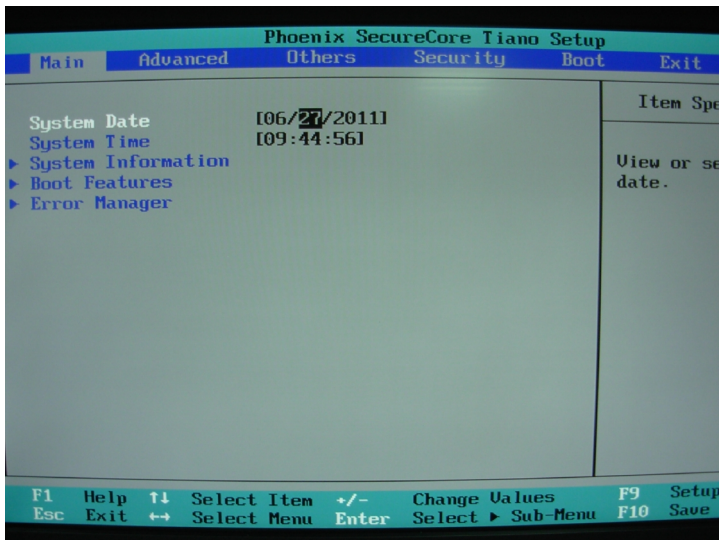 Phoenix SecureCore Tiano Setup
Main Advanced Others Security Boot Exit
Item Spe
System Date [06/27/2011]
System Time [09:44:56]
▶ System Information
▶ Boot Features
▶ Error Manager
View or se
date.
F1 Help ↑↓ Select Item +/- Change Values F9 Setup
Esc Exit ↔ Select Menu Enter Select ▶ Sub-Menu F10 Save